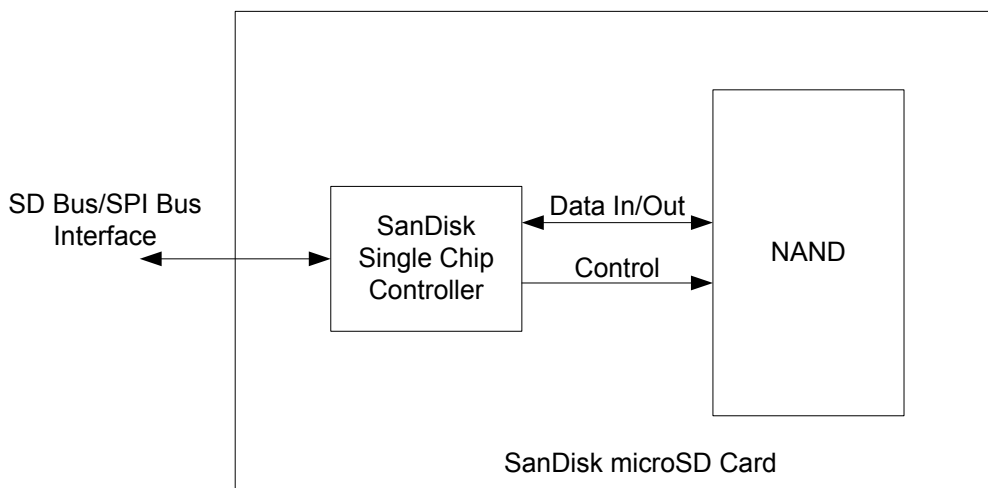 SD Bus/SPI Bus
Interface
SanDisk
Single Chip
Controller
Data In/Out
Control
NAND
SanDisk microSD Card